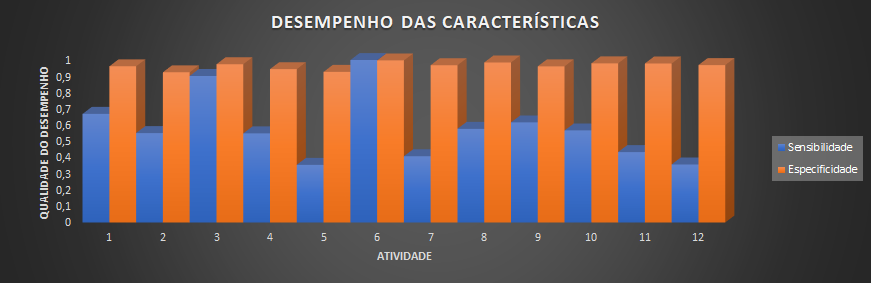 DESEMPENHO DAS CARACTERÍSTICAS
QUALIDADE DO DESEMPENHO
1
0,9
0,8
0,7
0,6
0,5
0,4
0,3
0,2
0,1
0
1 2 3 4 5 6 7 8 9 10 11 12
ATIVIDADE
Sensibilidade
Especificidade